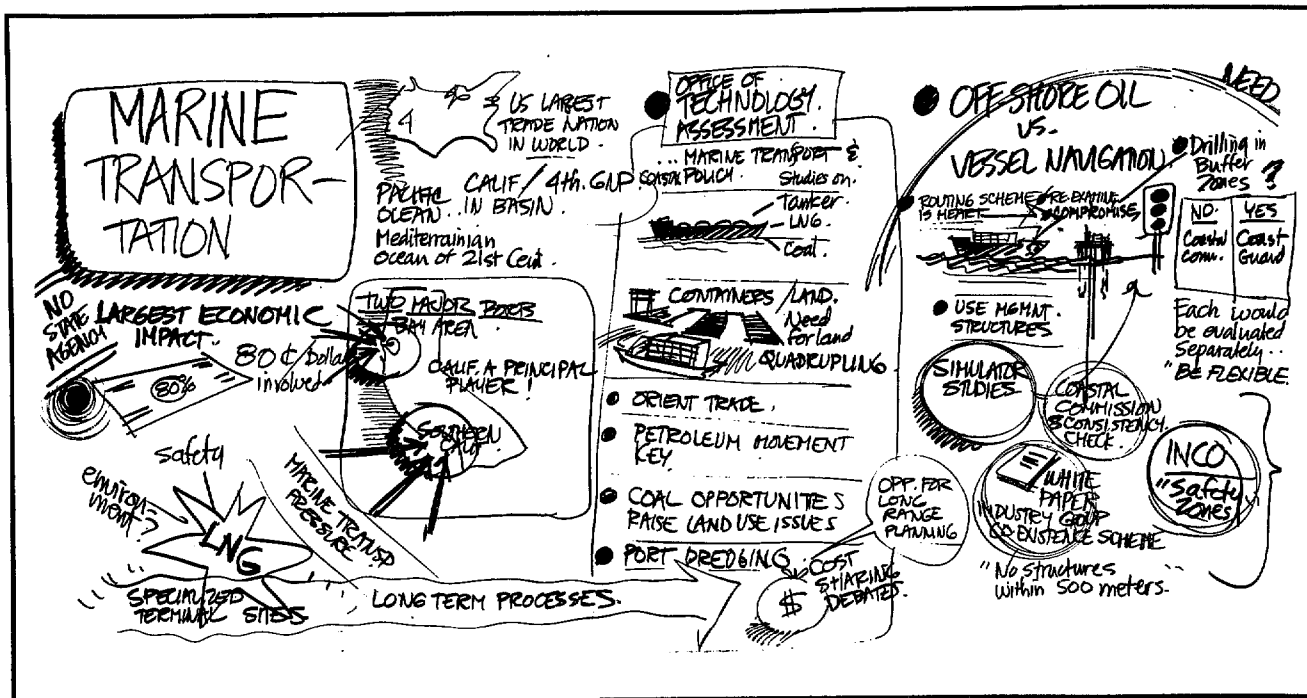 MARINE
TRANSPOR-
TATION
4
US LARGEST
TRADE NATION
IN WORLD.
CALIF / 4th. GNP
IN BASIN.
PACIFIC
OCEAN..
Mediterrainian
Ocean of 21st Cent.
NO
STATE
AGENCY
LARGEST ECONOMIC
IMPACT.
80¢ Dollar
involved
80%
TWO MAJOR PORTS
BAY AREA
CALIF. A PRINCIPAL
PLAYER!
SOUTHERN
CALIF
safety
environ-
ment?
LNG
SPECIALIZED
TERMINAL SITES
MARINE TRANSP
PRESSURE
LONG TERM PROCESSES.
OFFICE OF
TECHNOLOGY.
ASSESSMENT.
... MARINE TRANSPORT &
COASTAL POLICY.
Studies on.
Tanker
LNG.
Coal.
CONTAINERS / LAND.
Need
for land
QUADRUPLING
ORIENT TRADE.
PETROLEUM MOVEMENT
KEY.
COAL OPPORTUNITES
RAISE LAND USE ISSUES
PORT DREDGING
OPP. FOR
LONG
RANGE
PLANNING
$
COST
SHARING
DEBATED.
NEED
OFF SHORE OIL
VS.
VESSEL NAVIGATION.
Drilling in
Buffer
Zones ?
NO.
YES
Coastal
Comm.
Coast
Guard
ROUTING SCHEME
IS HEART
RE-EXAMINE
COMPROMISE
USE MGMNT
STRUCTURES
Each would
be evaluated
separately..
"BE FLEXIBLE.
SIMULATOR
STUDIES
COASTAL
COMMISSION
& CONSISTENCY.
CHECK.
WHITE
PAPER
INDUSTRY GROUP
CO-EXISTENCE SCHEME
"No structures
within 500 meters-
INCO
"Safety
Zones"